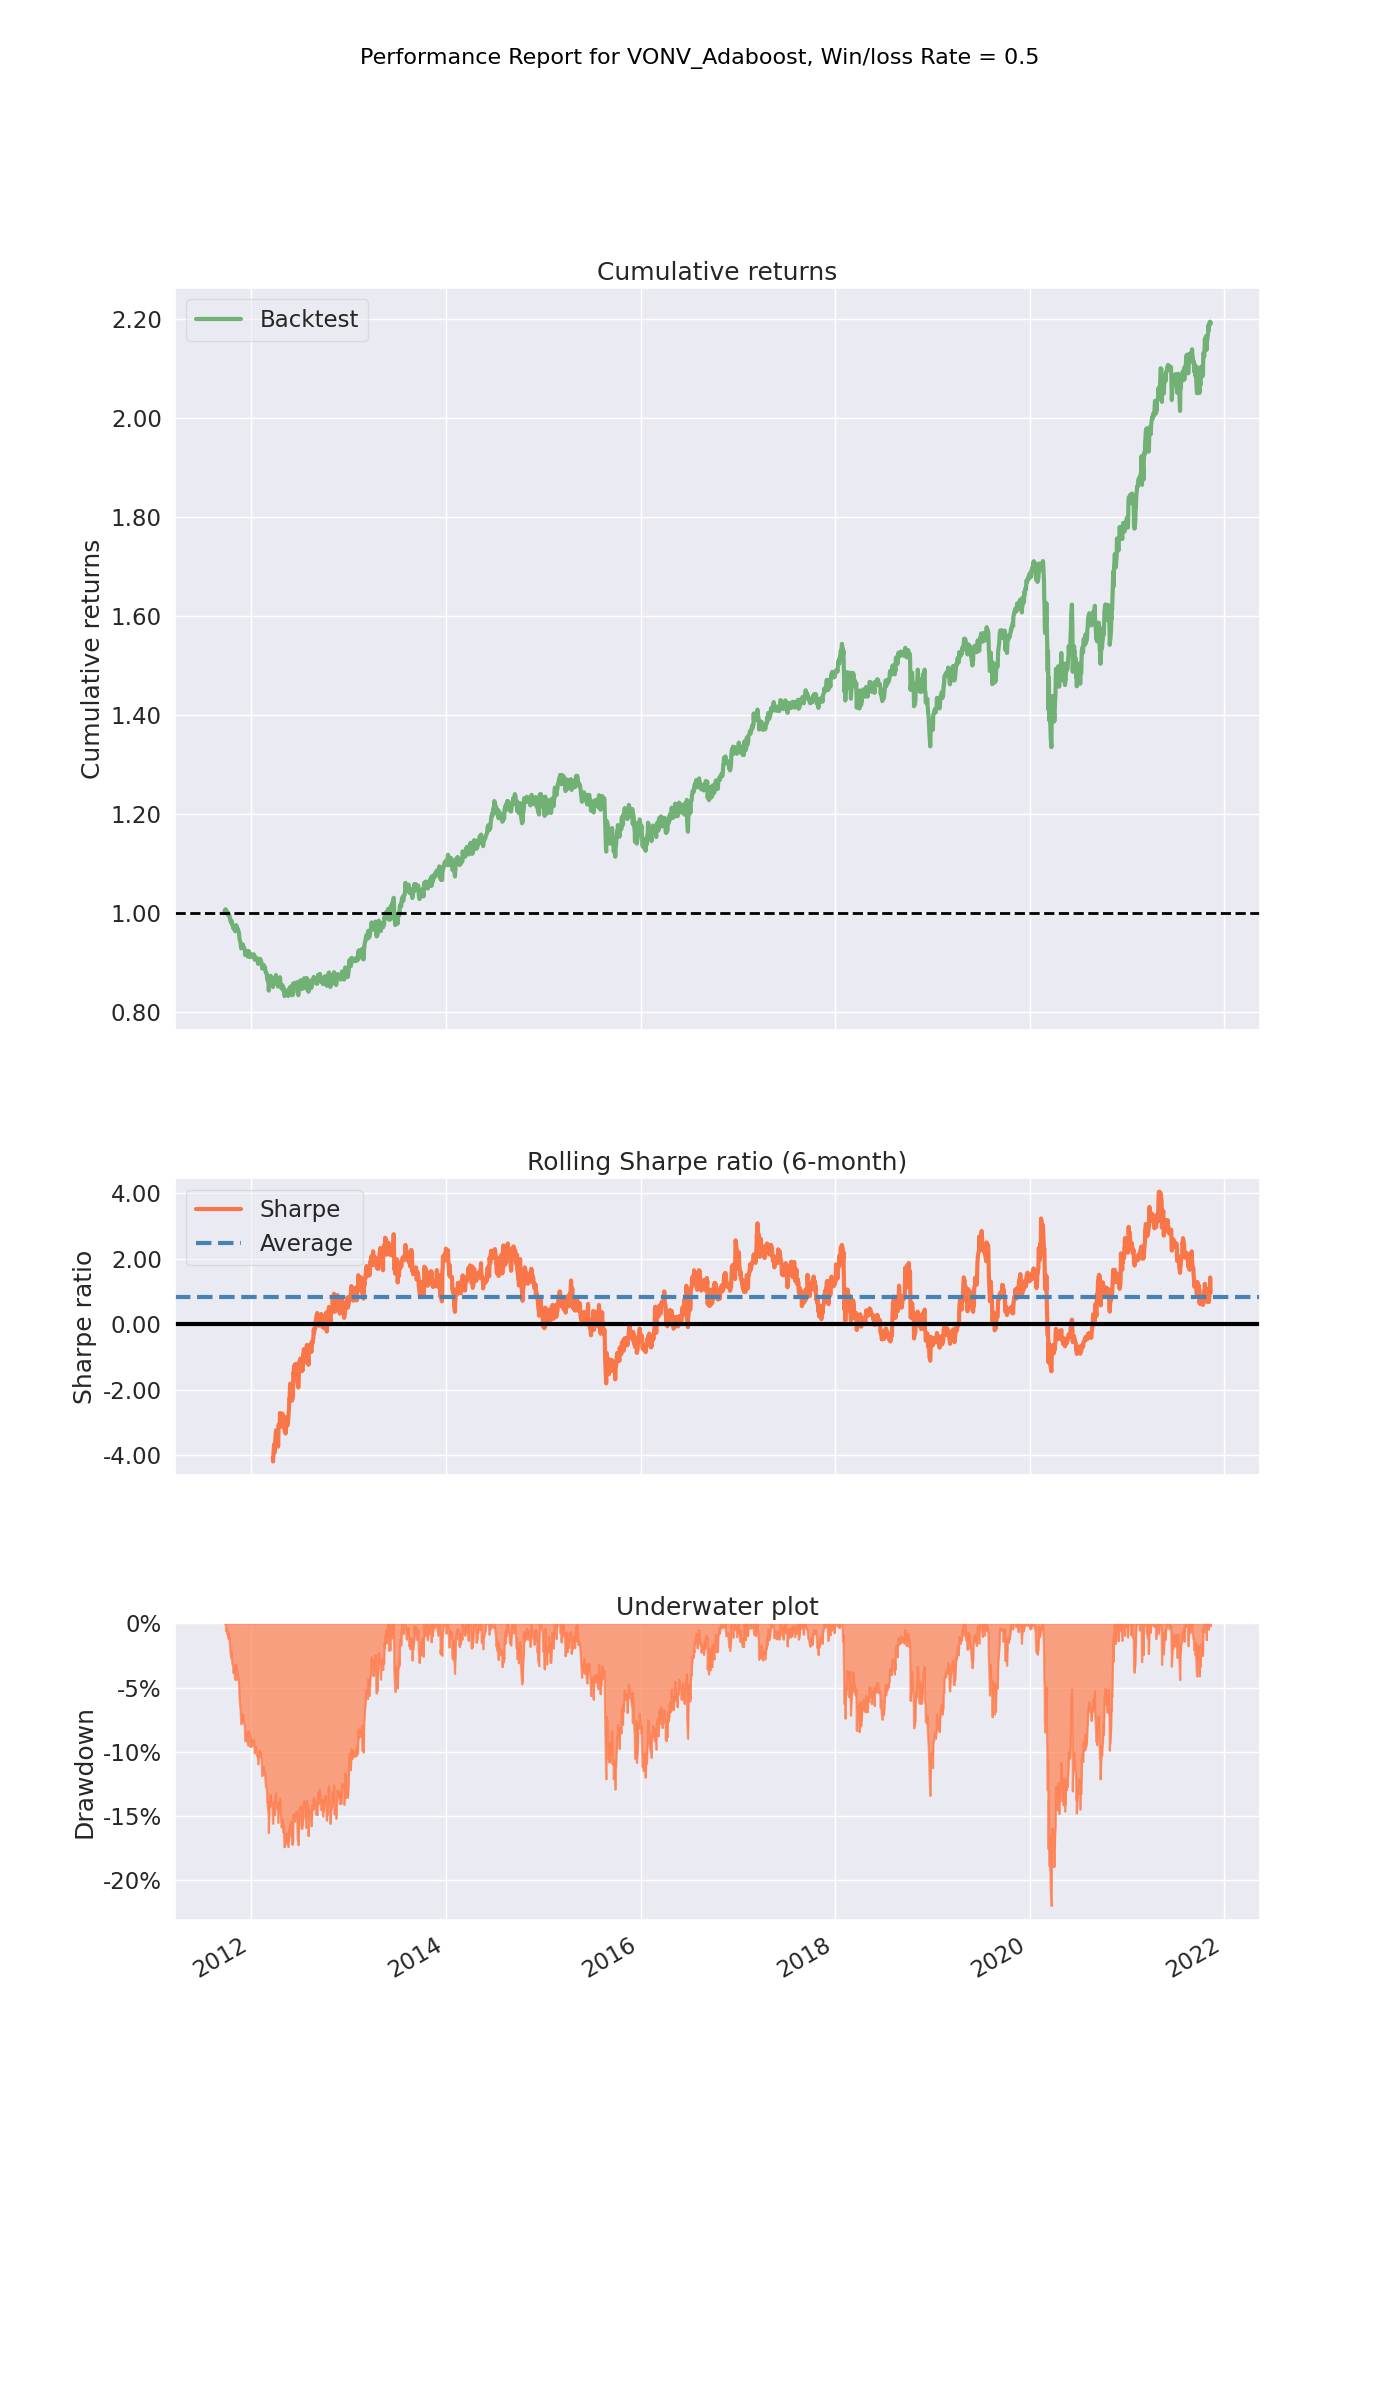 Performance Report for VONV_Adaboost, Win/loss Rate = 0.5
Cumulative returns
Backtest
Cumulative returns
2.20
2.00
1.80
1.60
1.40
1.20
1.00
0.80
Rolling Sharpe ratio (6-month)
Sharpe
Average
Sharpe ratio
4.00
2.00
0.00
-2.00
-4.00
Underwater plot
Drawdown
0%
-5%
-10%
-15%
-20%
2012
2014
2016
2018
2020
2022